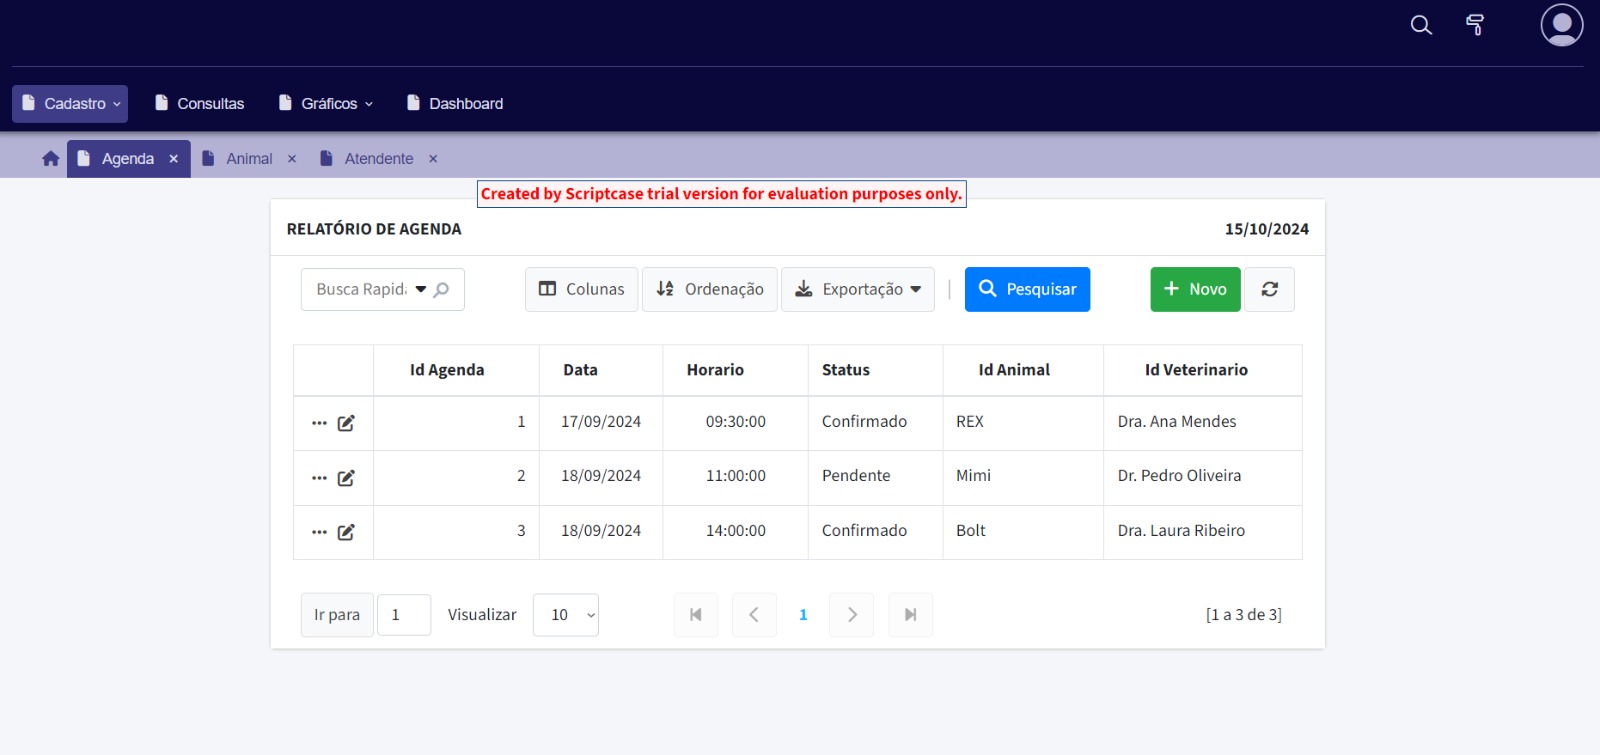 Cadastro Consultas Gráficos Dashboard
Agenda × Animal × Atendente ×
Created by Scriptcase trial version for evaluation purposes only.
RELATÓRIO DE AGENDA 15/10/2024
Busca Rapid Colunas Ordenação Exportação | Pesquisar + Novo
Id Agenda Data Horario Status Id Animal Id Veterinario
1 17/09/2024 09:30:00 Confirmado REX Dra. Ana Mendes
2 18/09/2024 11:00:00 Pendente Mimi Dr. Pedro Oliveira
3 18/09/2024 14:00:00 Confirmado Bolt Dra. Laura Ribeiro
Ir para 1 Visualizar 10 1 [1 a 3 de 3]